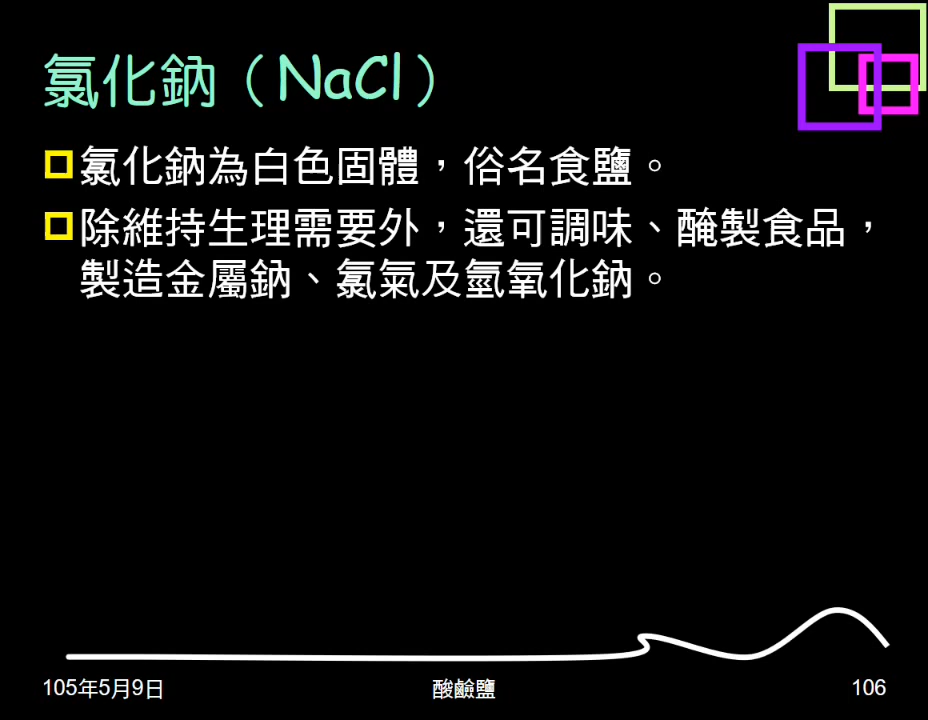 氯化鈉（NaCl）
氯化鈉為白色固體，俗名食鹽。
除維持生理需要外，還可調味、醃製食品，
製造金屬鈉、氯氣及氫氧化鈉。
105年5月9日
酸鹼鹽
106